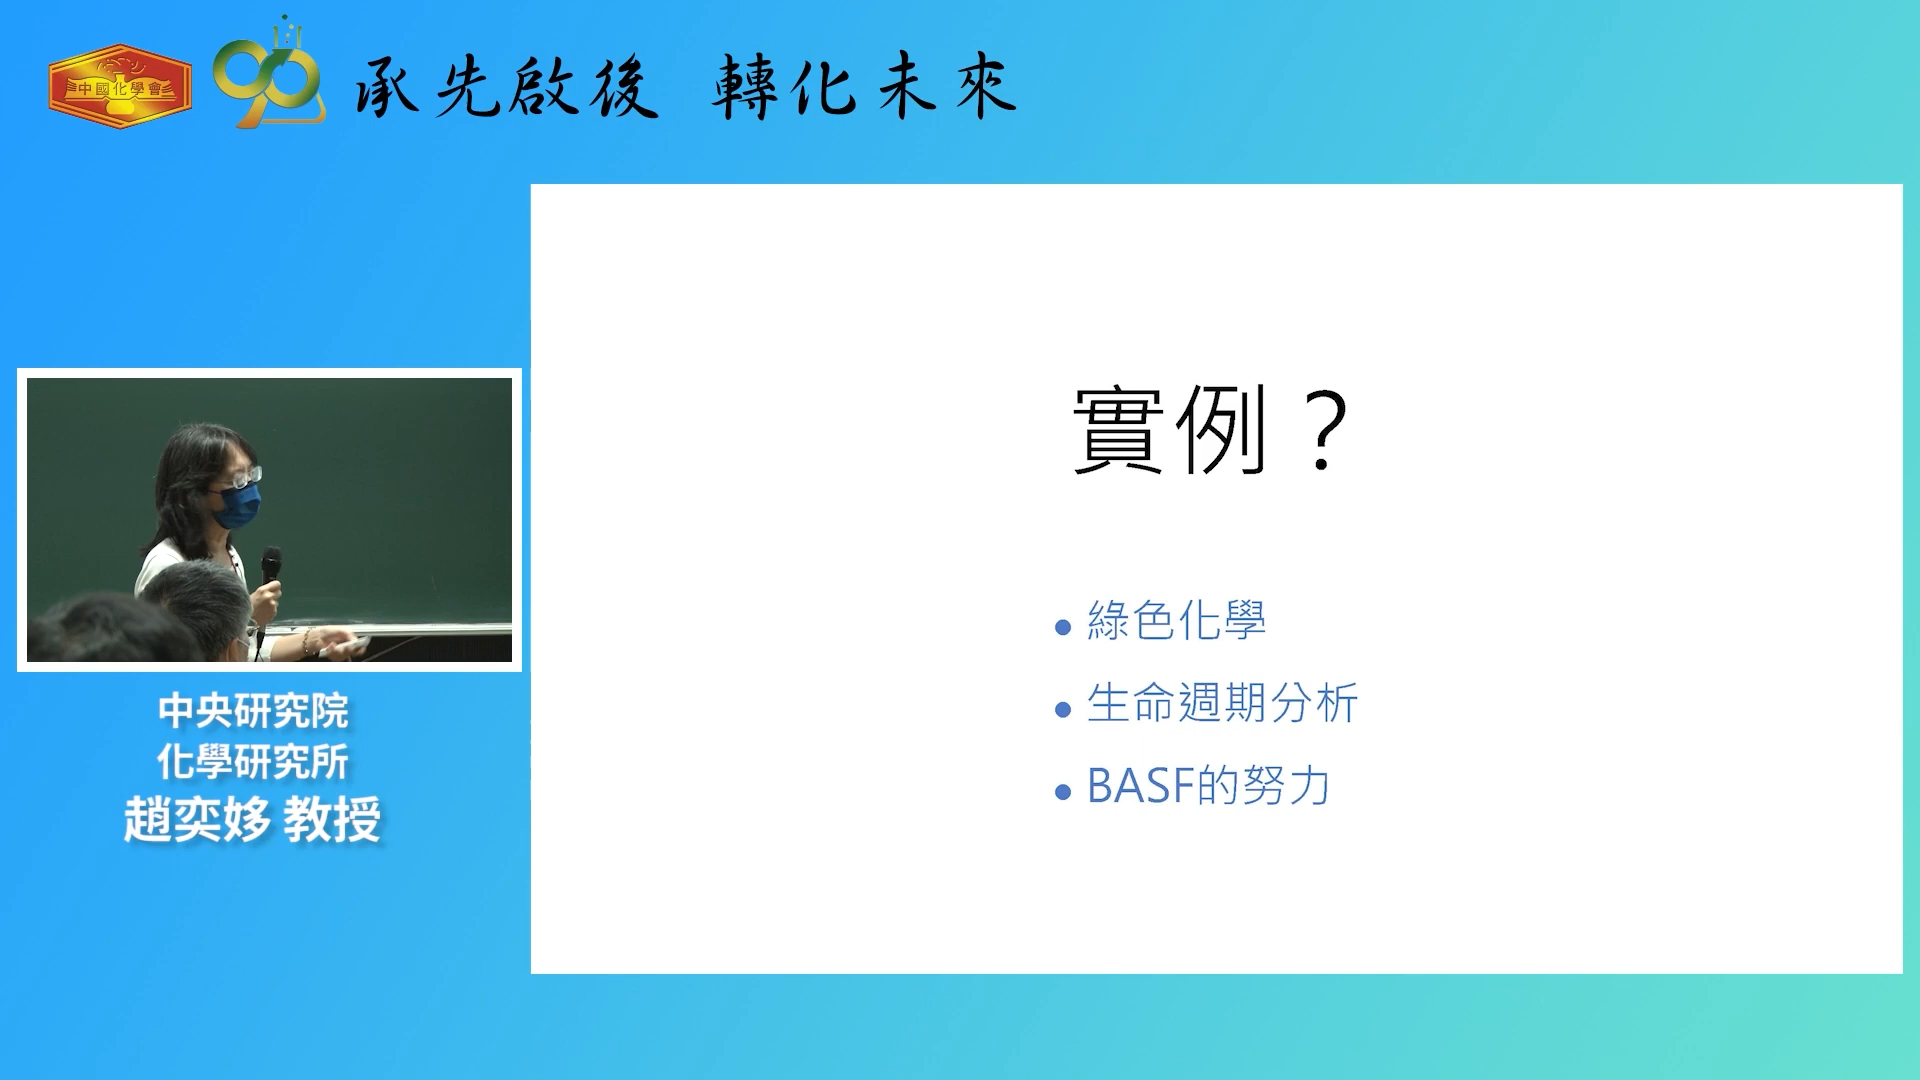 中國化學會
90
承先啟後 轉化未來
實例？
• 綠色化學
• 生命週期分析
• BASF的努力
中央研究院
化學研究所
趙奕姼 教授